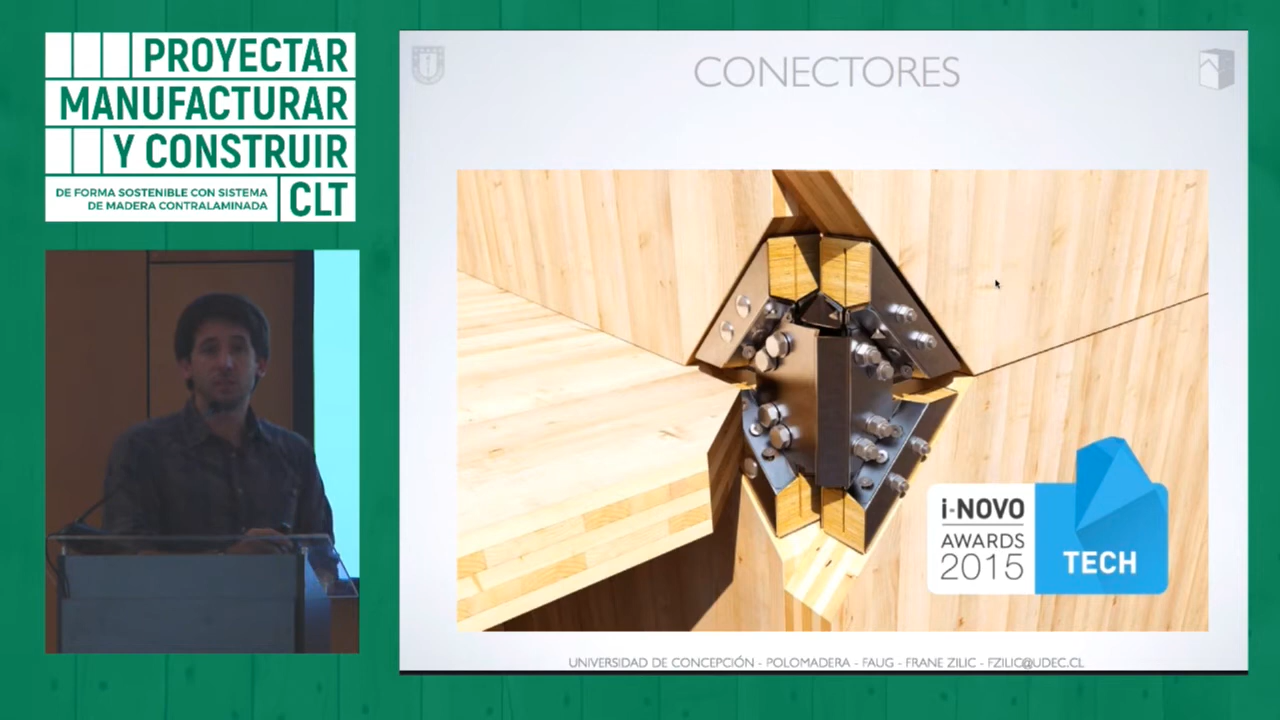 PROYECTAR
MANUFACTURAR
Y CONSTRUIR
DE FORMA SOSTENIBLE CON SISTEMA
DE MADERA CONTRALAMINADA
CLT
CONECTORES
i-NOVO
AWARDS
2015
TECH
UNIVERSIDAD DE CONCEPCIÓN - POLOMADERA - FAUG - FRANE ZILIC - FZILIC@UDEC.CL